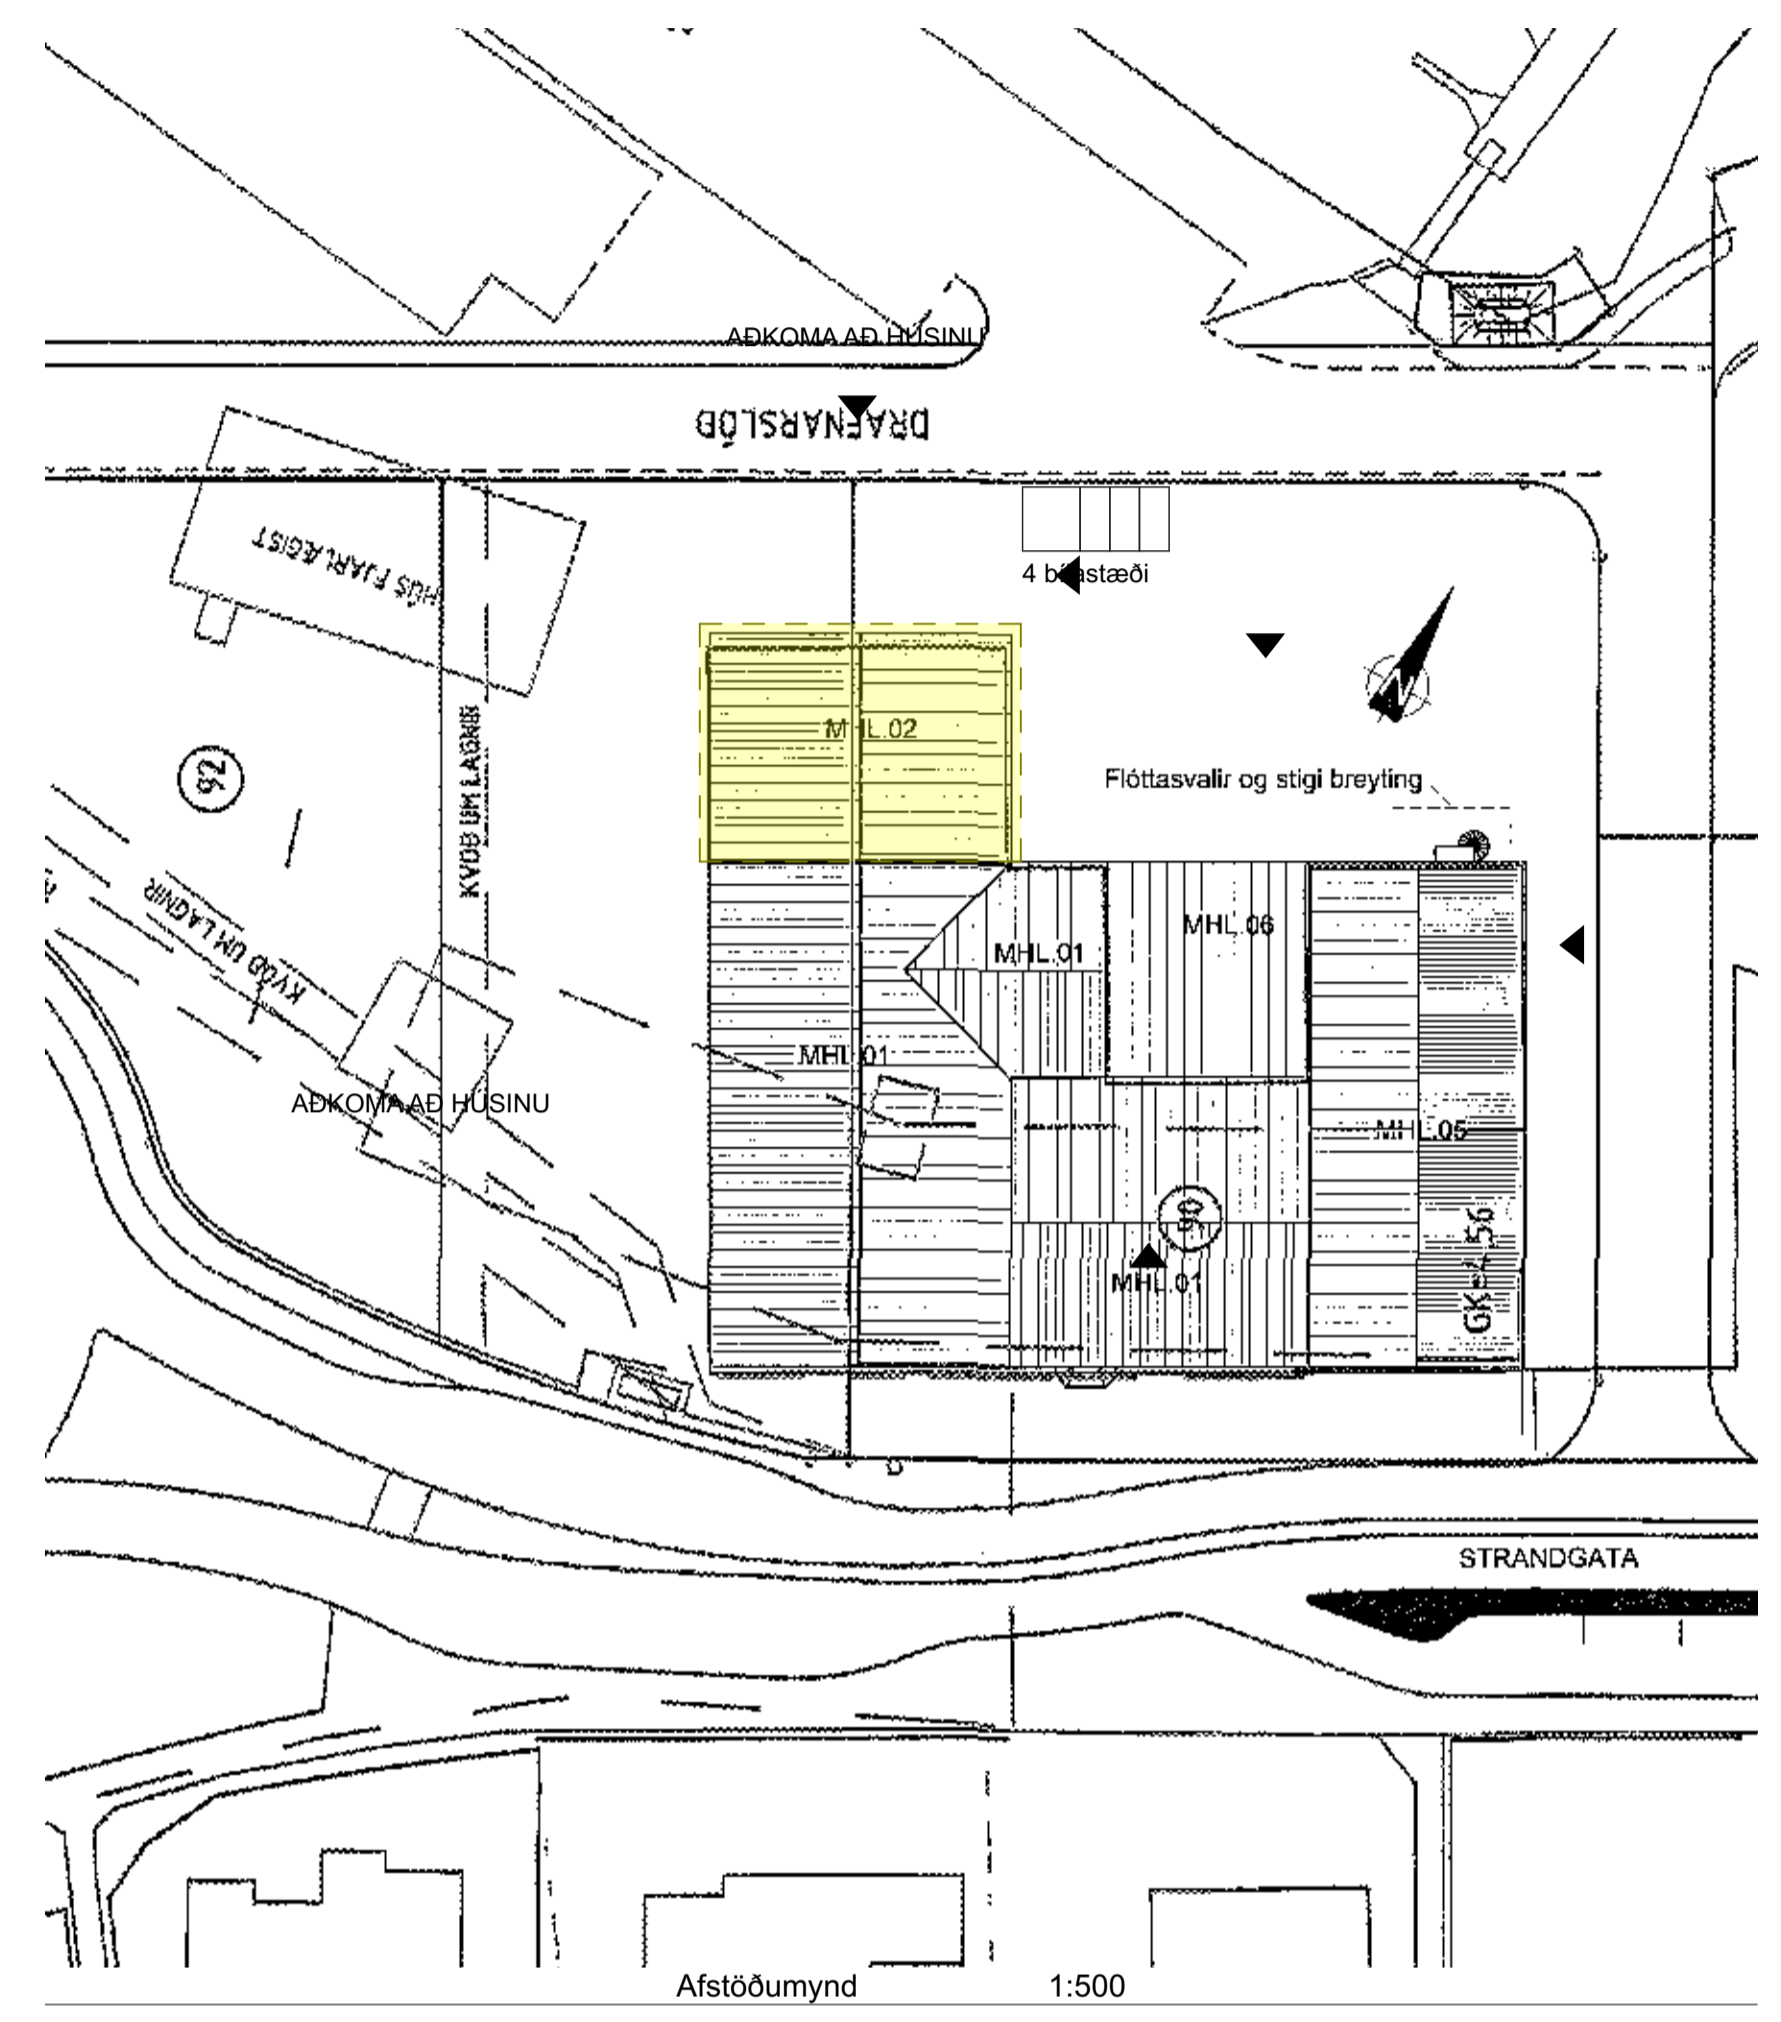 AÐKOMA AÐ HÚSINU
DRAFNARSLÓÐ
HÚS FJARLÆGIST
4 bílastæði
MHL.02
N
92
KVÖÐ UM LAGNIR
Flóttasvalir og stigi breyting
KVÖÐ UM LAGNIR
MHL.01
MHL.06
MHL.01
AÐKOMA AÐ HÚSINU
MHL.05
90
MHL.01
GK=4.56
STRANDGATA
Afstöðumynd 1:500